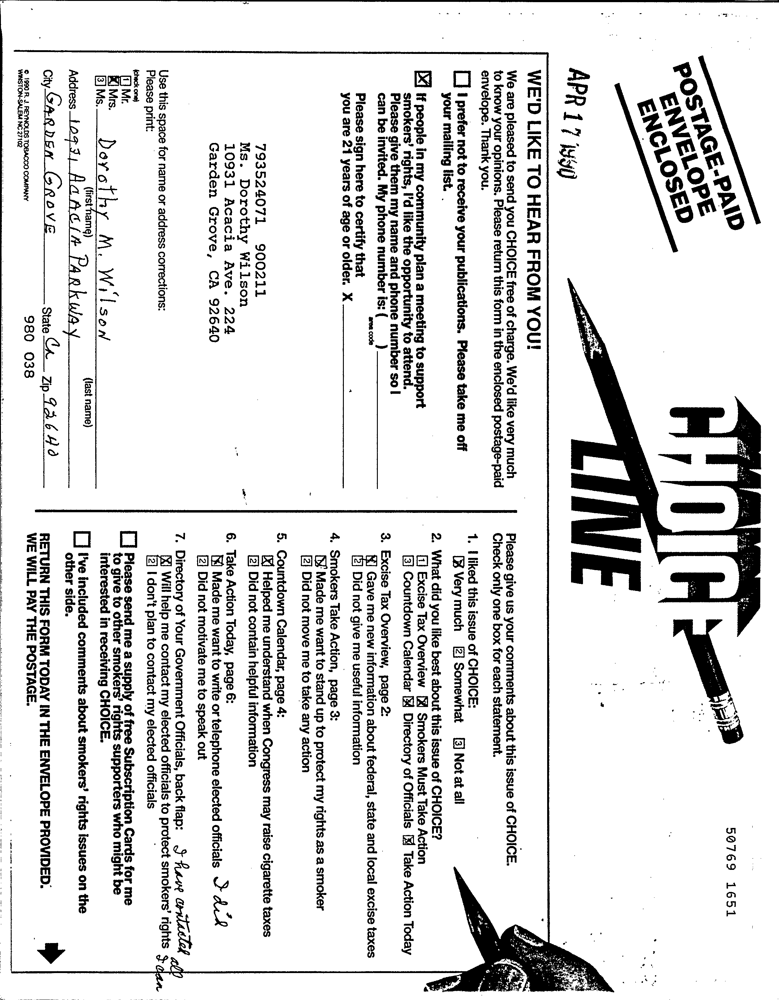 POSTAGE-PAID
ENVELOPE
ENCLOSED
APR 17 1990
CHOICE
LINE
50769 1651
WE'D LIKE TO HEAR FROM YOU!
We are pleased to send you CHOICE free of charge. We'd like very much
to know your opinions. Please return this form in the enclosed postage-paid
envelope. Thank you.
☐ I prefer not to receive your publications. Please take me off
your mailing list.
☒ If people in my community plan a meeting to support
smokers' rights, I'd like the opportunity to attend.
Please give them my name and phone number so I
can be invited. My phone number is: ( )
area code
Please sign here to certify that
you are 21 years of age or older. X
793524071 900211
Ms. Dorothy Wilson
10931 Acacia Ave. 224
Garden Grove, CA 92640
Use this space for name or address corrections:
Please print:
(check one)
1 Mr.
☒ Mrs.
3 Ms.
Dorothy M. Wilson
(first name) (last name)
Address 10931 ACACIA PARKWAY
City GARDEN GROVE State Ca Zip 92640
© 1990 R. J. REYNOLDS TOBACCO COMPANY
WINSTON-SALEM NC 27102
980 038
Please give us your comments about this issue of CHOICE.
Check only one box for each statement.
1. I liked this issue of CHOICE:
☒ Very much 2 Somewhat 3 Not at all
2. What did you like best about this issue of CHOICE?
1 Excise Tax Overview ☒ Smokers Must Take Action
3 Countdown Calendar ☒ Directory of Officials ☒ Take Action Today
3. Excise Tax Overview, page 2:
☒ Gave me new information about federal, state and local excise taxes
2 Did not give me useful information
4. Smokers Take Action, page 3:
☒ Made me want to stand up to protect my rights as a smoker
2 Did not move me to take any action
5. Countdown Calendar, page 4:
☒ Helped me understand when Congress may raise cigarette taxes
2 Did not contain helpful information
6. Take Action Today, page 6:
☒ Made me want to write or telephone elected officials I did
2 Did not motivate me to speak out
7. Directory of Your Government Officials, back flap: I have contacted all
☒ Will help me contact my elected officials to protect smokers' rights I can
2 I don't plan to contact my elected officials
☐ Please send me a supply of free Subscription Cards for me
to give to other smokers' rights supporters who might be
interested in receiving CHOICE.
☐ I've included comments about smokers' rights issues on the
other side.
RETURN THIS FORM TODAY IN THE ENVELOPE PROVIDED.
WE WILL PAY THE POSTAGE.